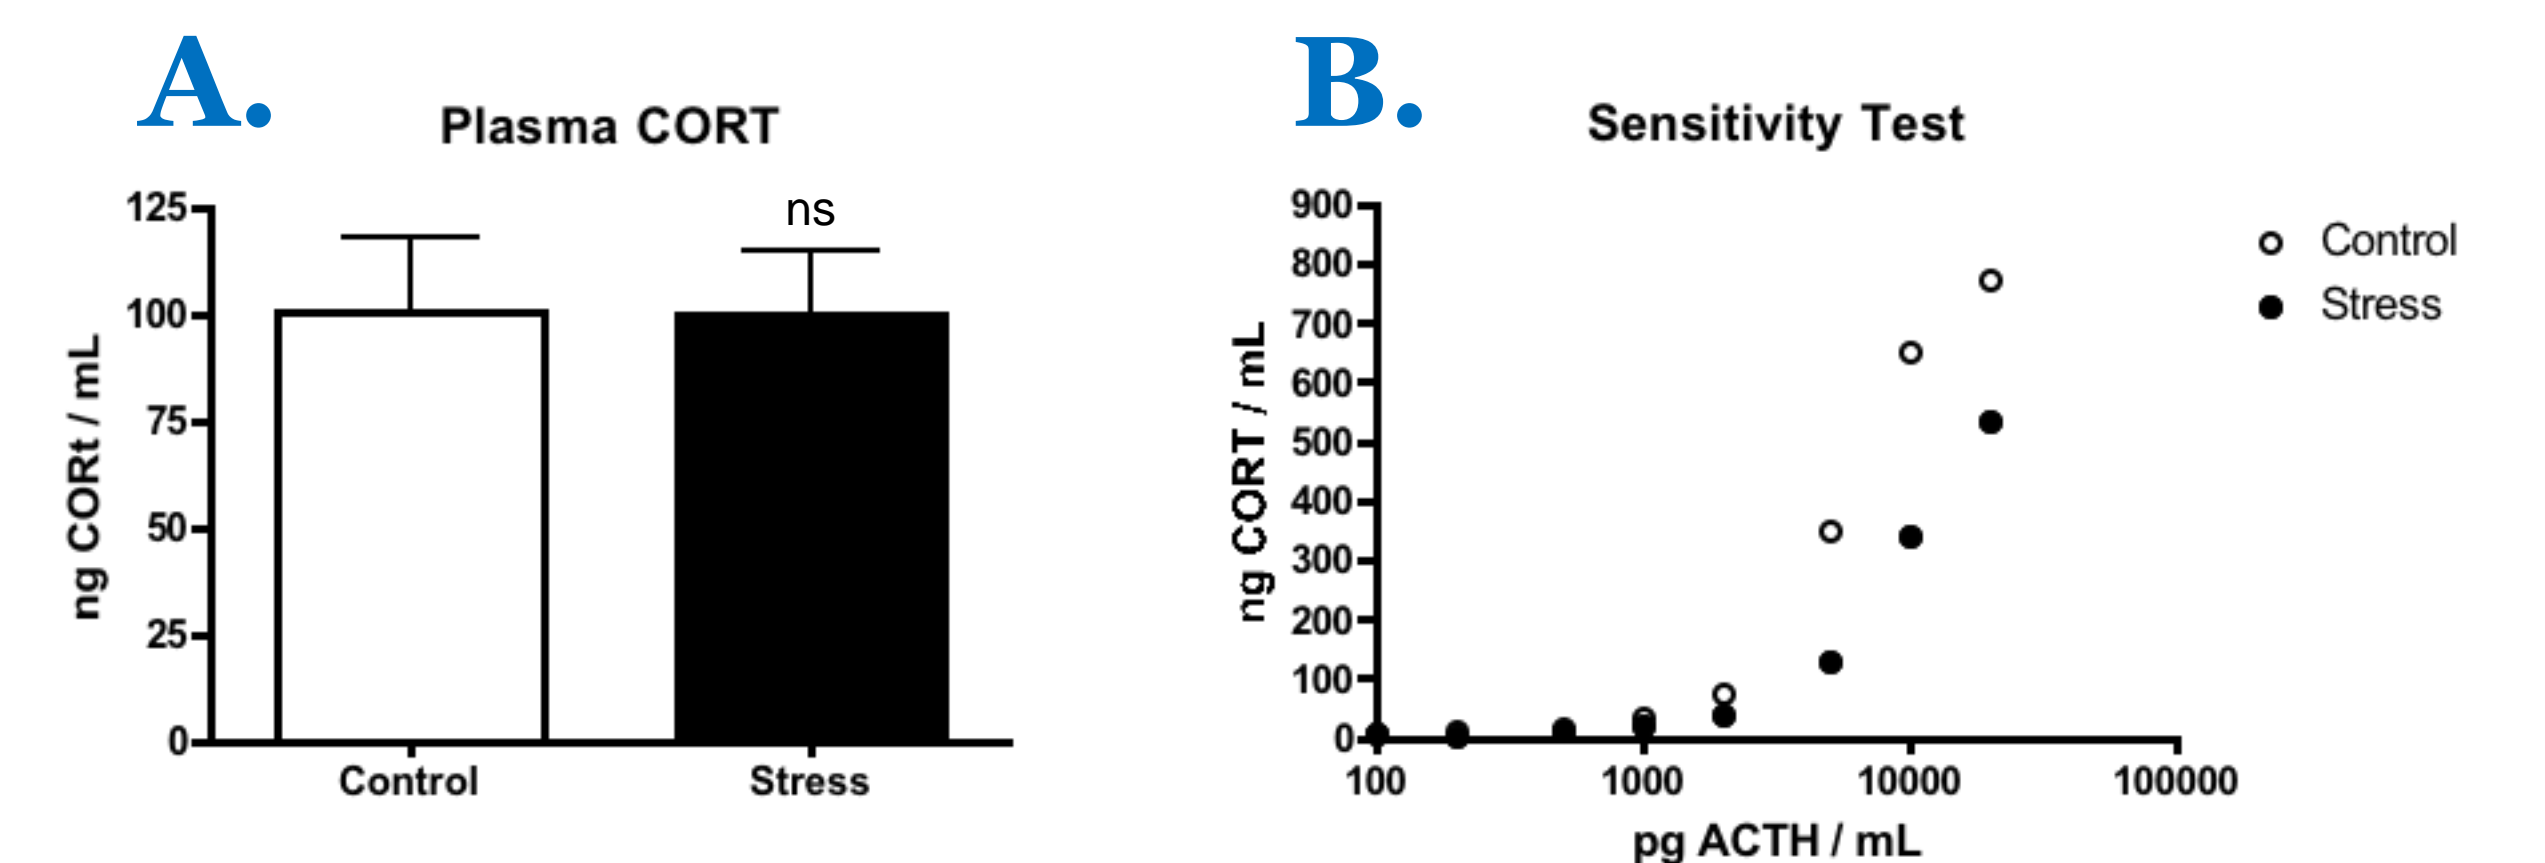 A.
Plasma CORT
ng CORt / mL
125
100
75
50
25
0
ns
Control
Stress
B.
Sensitivity Test
ng CORT / mL
900
800
700
600
500
400
300
200
100
0
100
1000
10000
100000
pg ACTH / mL
Control
Stress